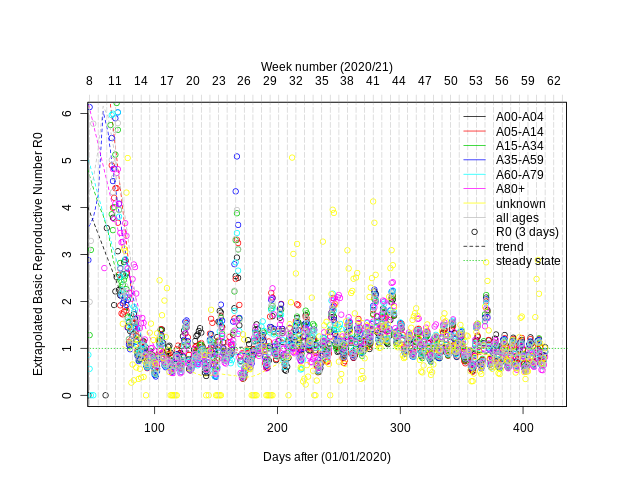 Week number (2020/21)
8 11 14 17 20 23 26 29 32 35 38 41 44 47 50 53 56 59 62
Extrapolated Basic Reproductive Number R0
6
5
4
3
2
1
0
A00-A04
A05-A14
A15-A34
A35-A59
A60-A79
A80+
unknown
all ages
R0 (3 days)
trend
steady state
100 200 300 400
Days after (01/01/2020)